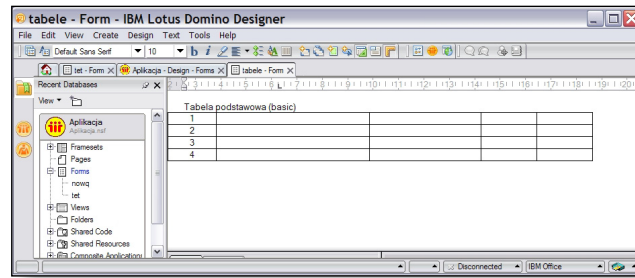 tabele - Form - IBM Lotus Domino Designer
File Edit View Create Design Text Tools Help
Default Sans Serif 10 b i
tet - Form Aplikacja - Design - Forms tabele - Form
Recent Databases
View
Aplikacja
Aplikacja.nsf
Framesets
Pages
Forms
nowq
tet
Views
Folders
Shared Code
Shared Resources
Composite Applications
Tabela podstawowa (basic)
1
2
3
4
Disconnected IBM Office